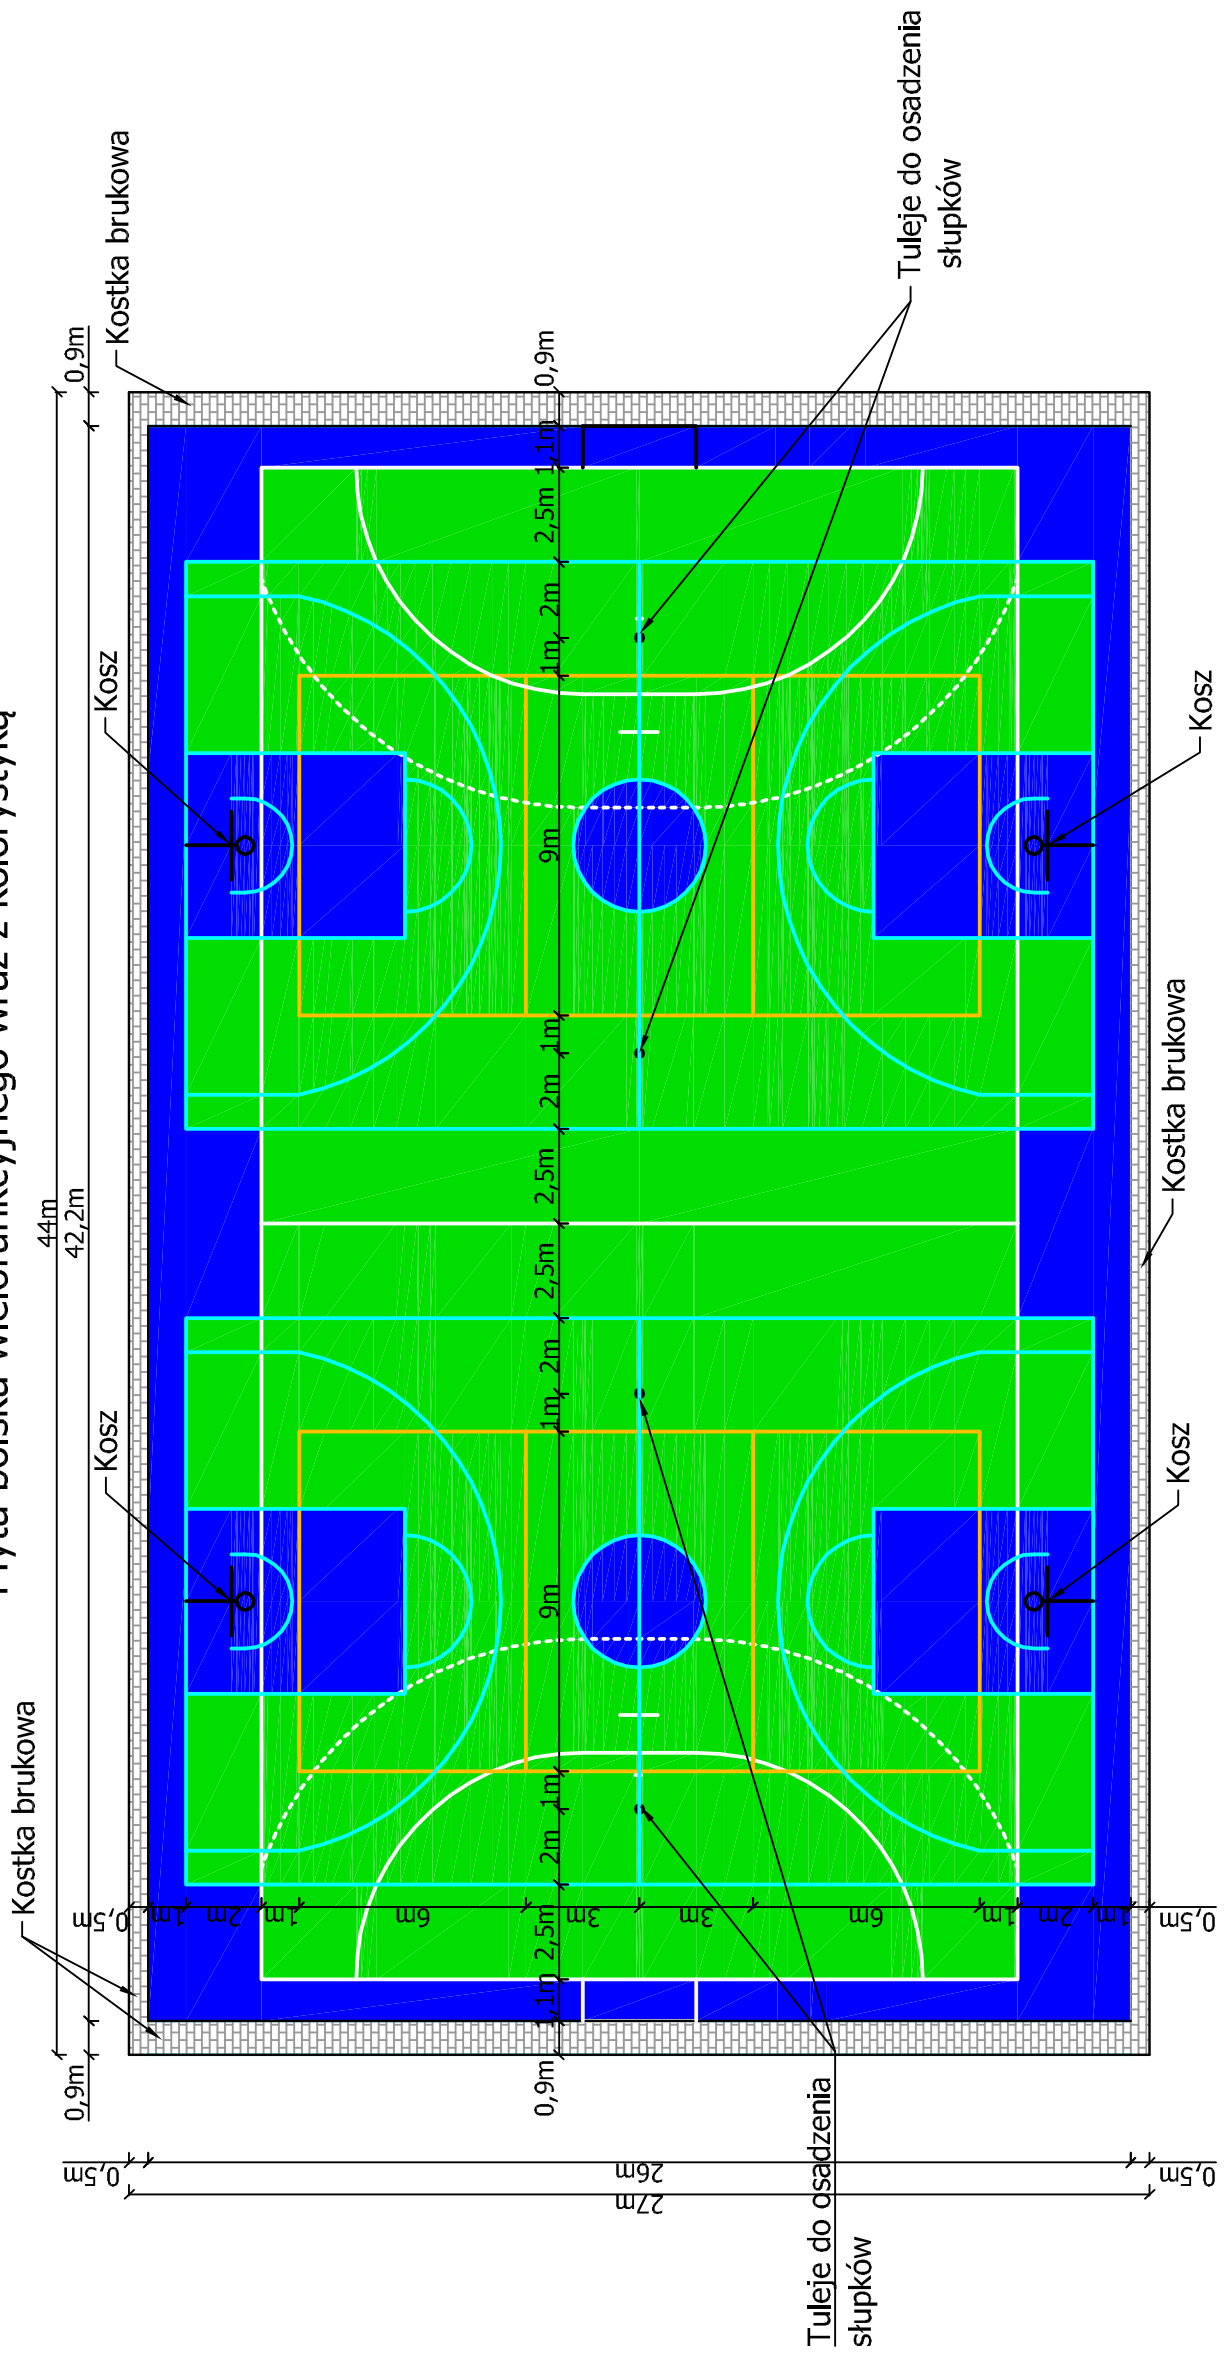 Płyta boiska wielofunkcyjnego wraz z kolorystyką
Kostka brukowa
Kosz
Kosz
Kostka brukowa
44m
42,2m
0,9m
0,9m
0,5m
1m
2m
1m
6m
3m
3m
6m
1m
2m
1m
0,5m
0,9m
1,1m
2,5m
2m
1m
9m
1m
2m
2,5m
2,5m
2m
1m
9m
1m
2m
2,5m
1,1m
0,9m
0,5m
26m
0,5m
27m
Tuleje do osadzenia
słupków
Tuleje do osadzenia
słupków
Kosz
Kostka brukowa
Kosz